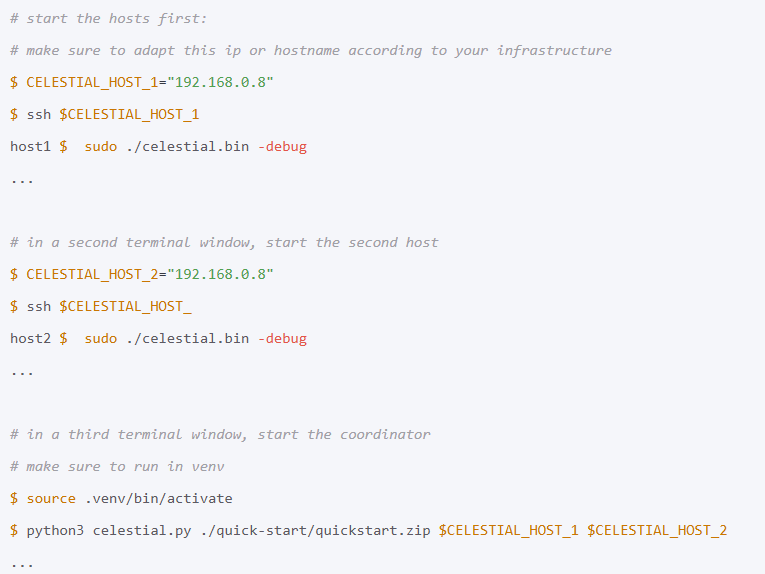 # start the hosts first:
# make sure to adapt this ip or hostname according to your infrastructure
$ CELESTIAL_HOST_1="192.168.0.8"
$ ssh $CELESTIAL_HOST_1
host1 $  sudo ./celestial.bin -debug
...
# in a second terminal window, start the second host
$ CELESTIAL_HOST_2="192.168.0.8"
$ ssh $CELESTIAL_HOST_
host2 $  sudo ./celestial.bin -debug
...
# in a third terminal window, start the coordinator
# make sure to run in venv
$ source .venv/bin/activate
$ python3 celestial.py ./quick-start/quickstart.zip $CELESTIAL_HOST_1 $CELESTIAL_HOST_2
...